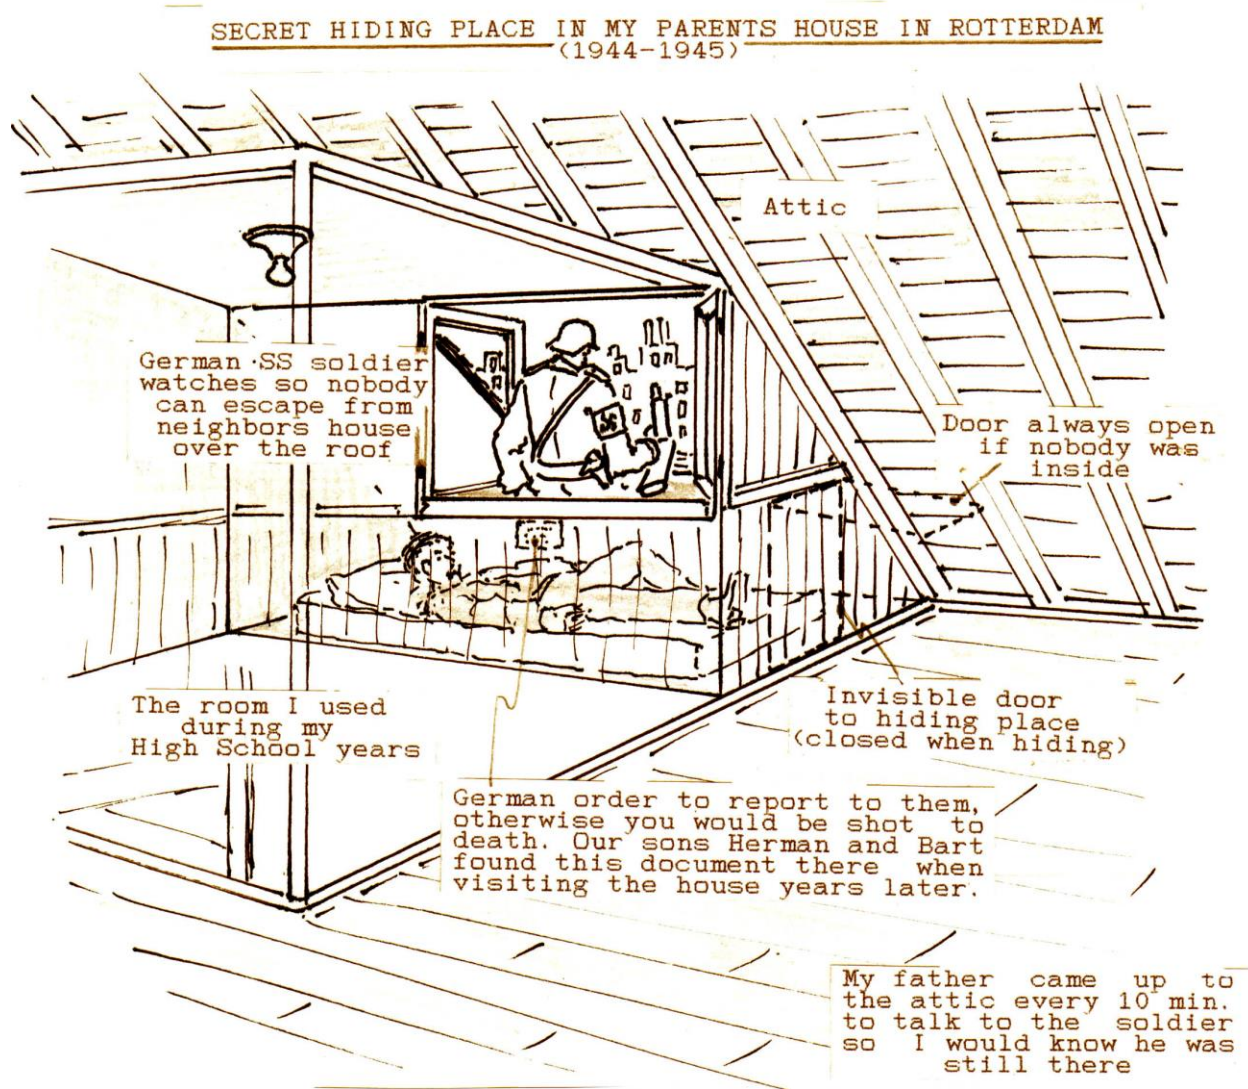 SECRET HIDING PLACE IN MY PARENTS HOUSE IN ROTTERDAM
(1944-1945)
Attic
German SS soldier
watches so nobody
can escape from
neighbors house
over the roof
Door always open
if nobody was
inside
The room I used
during my
High School years
Invisible door
to hiding place
(closed when hiding)
German order to report to them,
otherwise you would be shot to
death. Our sons Herman and Bart
found this document there when
visiting the house years later.
My father came up to
the attic every 10 min.
to talk to the soldier
so I would know he was
still there